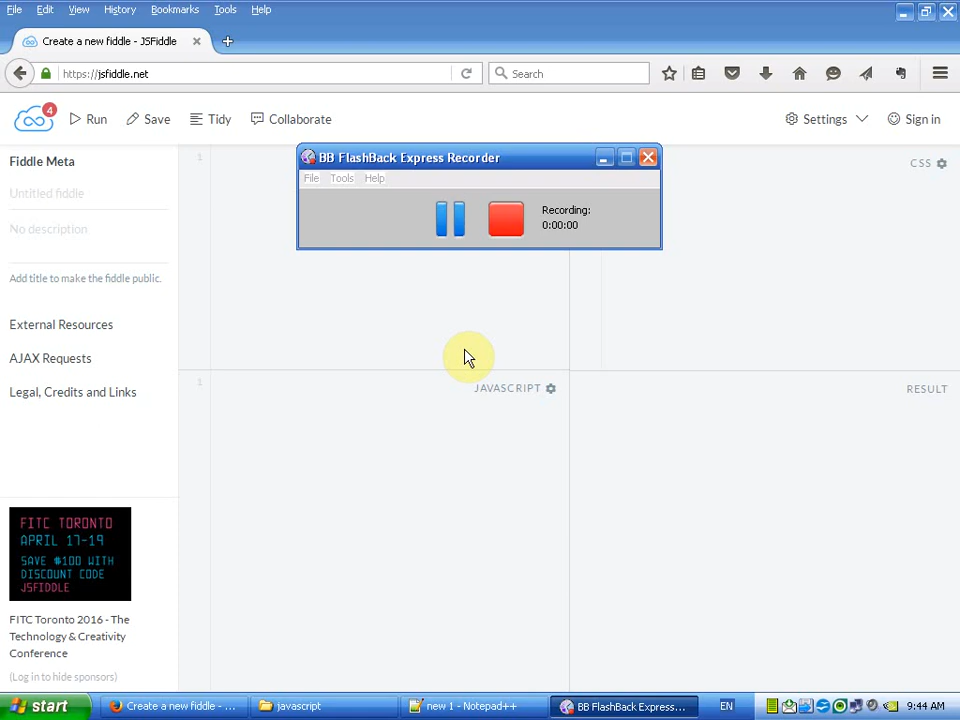 File Edit View History Bookmarks Tools Help
Create a new fiddle - JSFiddle
https://jsfiddle.net
Search
4
Run Save Tidy Collaborate Settings Sign in
Fiddle Meta
Untitled fiddle
No description
Add title to make the fiddle public.
External Resources
AJAX Requests
Legal, Credits and Links
1
CSS
BB FlashBack Express Recorder
File Tools Help
Recording:
0:00:00
1
JAVASCRIPT
RESULT
FITC TORONTO
APRIL 17-19
SAVE $100 WITH
DISCOUNT CODE
JSFIDDLE
FITC Toronto 2016 - The
Technology & Creativity
Conference
(Log in to hide sponsors)
start
Create a new fiddle - ...
javascript
new 1 - Notepad++
BB FlashBack Express...
EN
9:44 AM